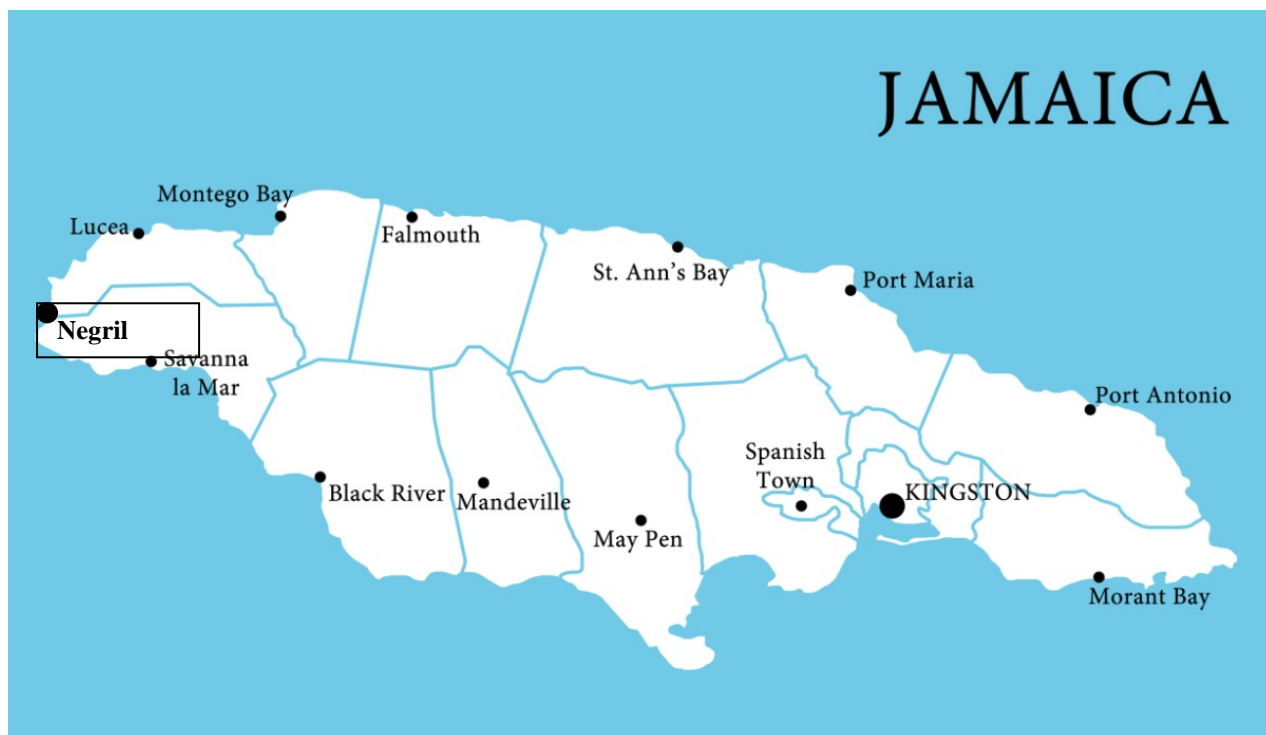 JAMAICA
Montego Bay
Lucea
Falmouth
St. Ann's Bay
Port Maria
Negril
Savanna
la Mar
Port Antonio
Spanish
Town
Black River
Mandeville
KINGSTON
May Pen
Morant Bay